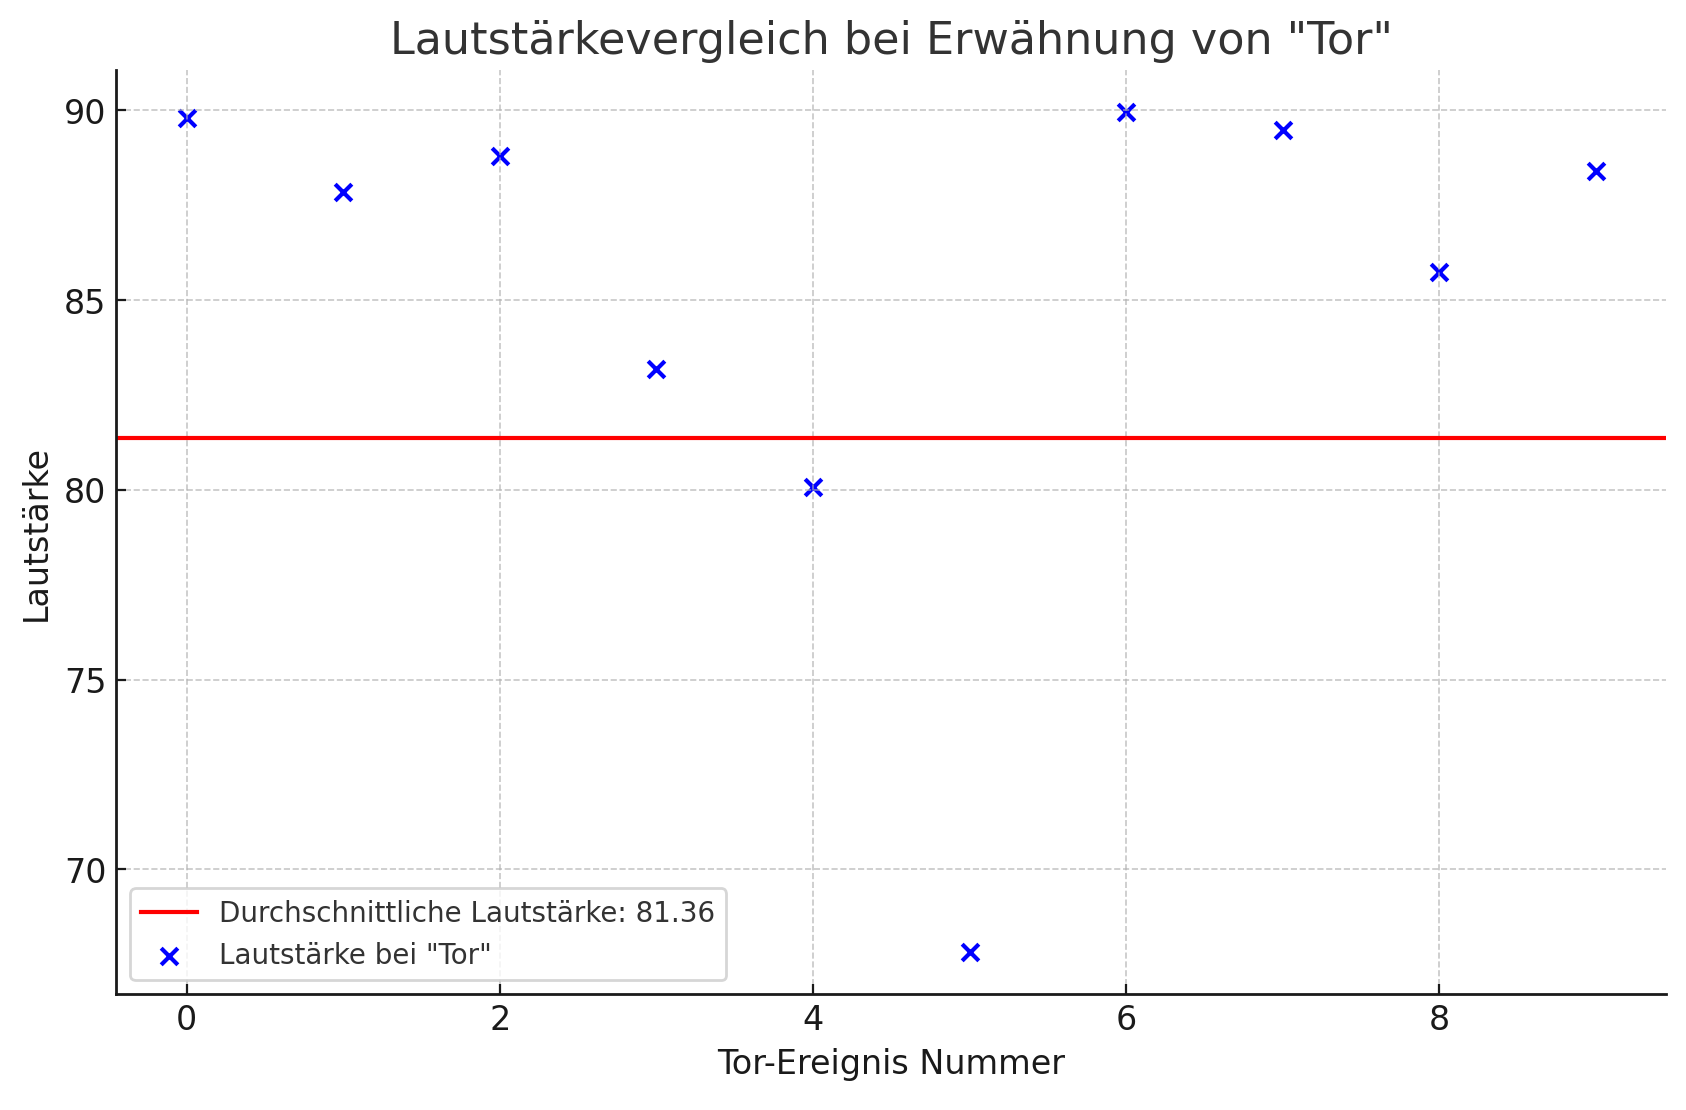 Lautstärkevergleich bei Erwähnung von "Tor"
Lautstärke
90
85
80
75
70
Durchschnittliche Lautstärke: 81.36
Lautstärke bei "Tor"
0 2 4 6 8
Tor-Ereignis Nummer